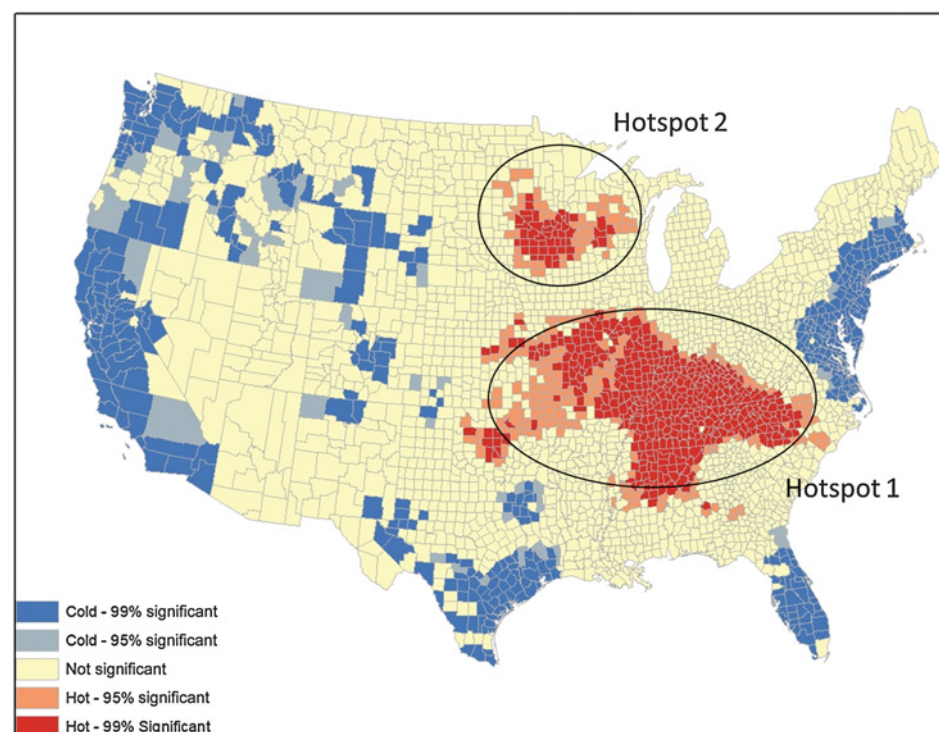 Hotspot 2
Hotspot 1
Cold - 99% significant
Cold - 95% significant
Not significant
Hot - 95% significant
Hot - 99% Significant